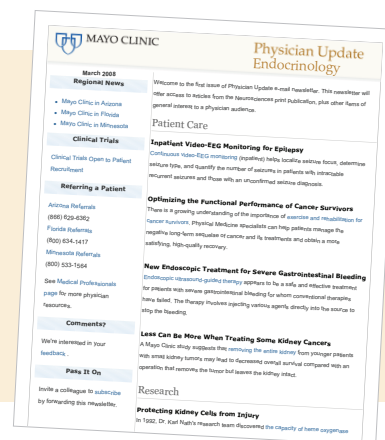 MAYO CLINIC
Physician Update
Endocrinology
March 2008
Regional News
Mayo Clinic in Arizona
Mayo Clinic in Florida
Mayo Clinic in Minnesota
Clinical Trials
Clinical Trials Open to Patient
Recruitment
Referring a Patient
Arizona Referrals
(866) 629-6362
Florida Referrals
(800) 634-1417
Minnesota Referrals
(800) 533-1564
See Medical Professionals
page for more physician
resources.
Comments?
We're interested in your
feedback.
Pass It On
Invite a colleague to subscribe
by forwarding this newsletter.
Welcome to the first issue of Physician Update e-mail newsletter. This newsletter will
offer access to articles from the Neurosciences print publication, plus other items of
general interest to a physician audience.
Patient Care
Inpatient Video-EEG Monitoring for Epilepsy
Continuous video-EEG monitoring (inpatient) helps localize seizure focus, determine
seizure type, and quantify the number of seizures in patients with intractable
recurrent seizures and those with an unconfirmed seizure diagnosis.
Optimizing the Functional Performance of Cancer Survivors
There is a growing understanding of the importance of exercise and rehabilitation for
cancer survivors. Physical Medicine specialists can help patients manage the
negative long-term sequelae of cancer and its treatments and obtain a more
satisfying, high-quality recovery.
New Endoscopic Treatment for Severe Gastrointestinal Bleeding
Endoscopic ultrasound-guided therapy appears to be a safe and effective treatment
for patients with severe gastrointestinal bleeding for whom conventional therapies
have failed. The therapy involves injecting various agents directly into the source to
stop the bleeding.
Less Can Be More When Treating Some Kidney Cancers
A Mayo Clinic study suggests that removing the entire kidney from younger patients
with small kidney tumors may lead to decreased overall survival compared with an
operation that removes the tumor but leaves the kidney intact.
Research
Protecting Kidney Cells from Injury
In 1992, Dr. Karl Nath's research team discovered the capacity of heme oxygenase